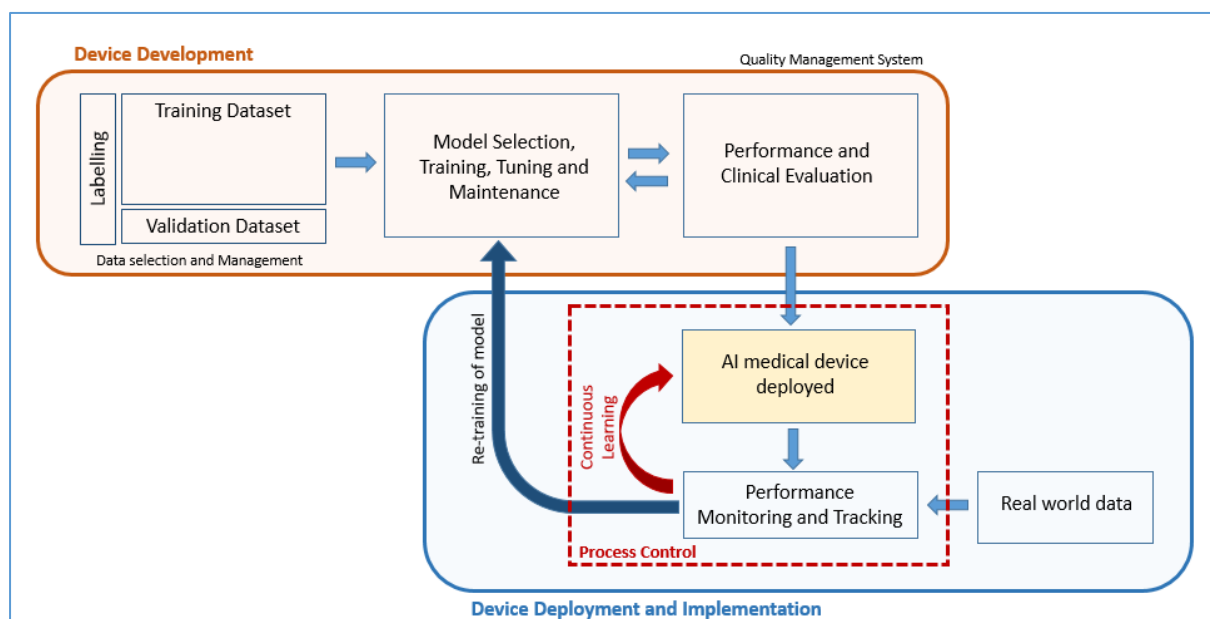 Device Development
Quality Management System
Labelling
Training Dataset
Validation Dataset
Data selection and Management
Model Selection,
Training, Tuning and
Maintenance
Performance and
Clinical Evaluation
Re-training of model
Continuous
Learning
AI medical device
deployed
Performance
Monitoring and Tracking
Real world data
Process Control
Device Deployment and Implementation